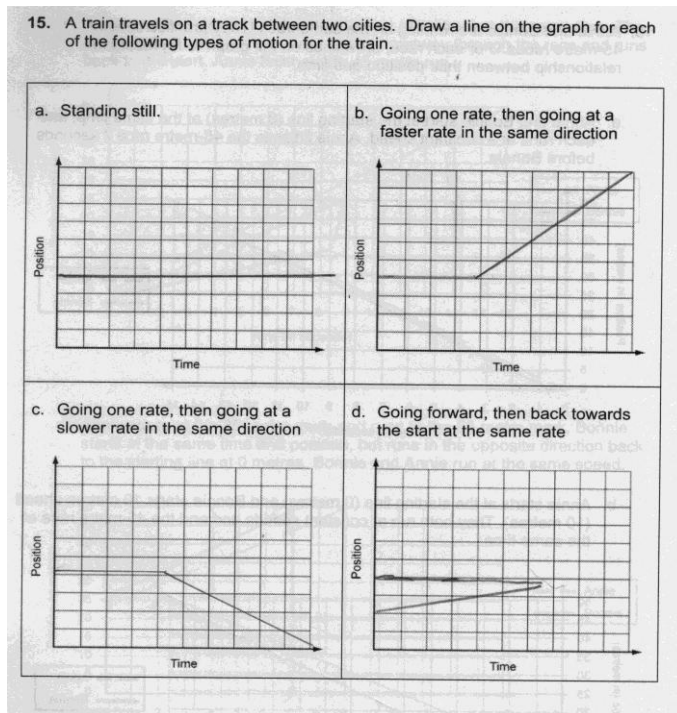 15. A train travels on a track between two cities. Draw a line on the graph for each
of the following types of motion for the train.
a. Standing still.
Position
Time
b. Going one rate, then going at a
faster rate in the same direction
Position
Time
c. Going one rate, then going at a
slower rate in the same direction
Position
Time
d. Going forward, then back towards
the start at the same rate
Position
Time